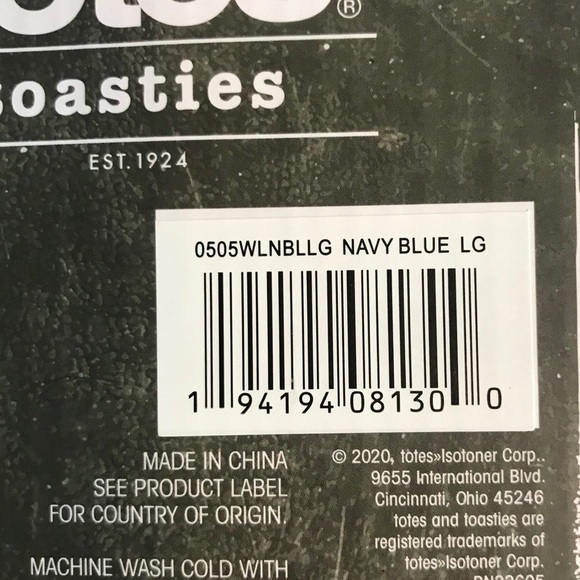 totes®
toasties
EST.1924
0505WLNBLLG NAVY BLUE LG
1 94194 08130 0
MADE IN CHINA
SEE PRODUCT LABEL
FOR COUNTRY OF ORIGIN.
MACHINE WASH COLD WITH
© 2020, totes»Isotoner Corp..
9655 International Blvd.
Cincinnati, Ohio 45246
totes and toasties are
registered trademarks of
totes»Isotoner Corp.